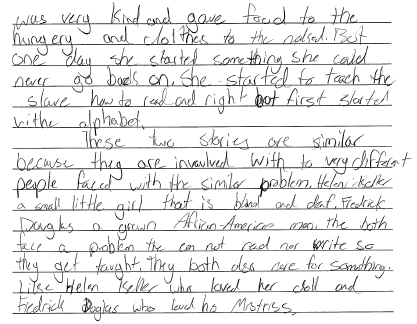 was very kind and gave food to the
hungery and clothes to the naked. But
one day she started something she could
never go back on. She started to teach the
slave how to read and right but first started
withe alphabet.
These two stories are similar
because they are invovlved with to very different
people faced with the similar problem. Helen Keller
a small little girl that is blind and deaf. Fredrick
Douglas a grown African-American man. the both
face a problem the can not read nor write so
they get taught. They both also care for something.
Like Helen Keller who loved her doll and
Fredrick Doglas who loved his Mistriss.